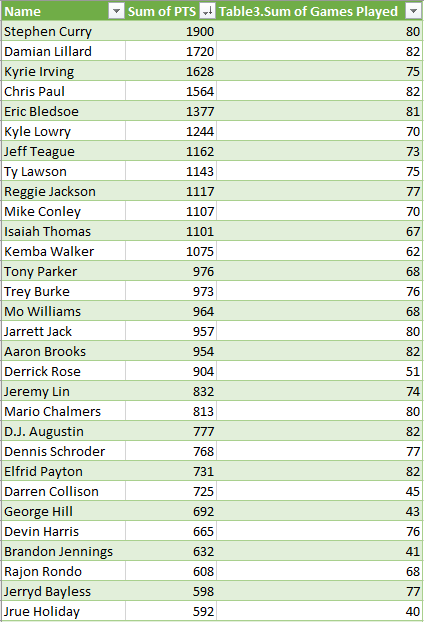 Name Sum of PTS Table3.Sum of Games Played
Stephen Curry 1900 80
Damian Lillard 1720 82
Kyrie Irving 1628 75
Chris Paul 1564 82
Eric Bledsoe 1377 81
Kyle Lowry 1244 70
Jeff Teague 1162 73
Ty Lawson 1143 75
Reggie Jackson 1117 77
Mike Conley 1107 70
Isaiah Thomas 1101 67
Kemba Walker 1075 62
Tony Parker 976 68
Trey Burke 973 76
Mo Williams 964 68
Jarrett Jack 957 80
Aaron Brooks 954 82
Derrick Rose 904 51
Jeremy Lin 832 74
Mario Chalmers 813 80
D.J. Augustin 777 82
Dennis Schroder 768 77
Elfrid Payton 731 82
Darren Collison 725 45
George Hill 692 43
Devin Harris 665 76
Brandon Jennings 632 41
Rajon Rondo 608 68
Jerryd Bayless 598 77
Jrue Holiday 592 40